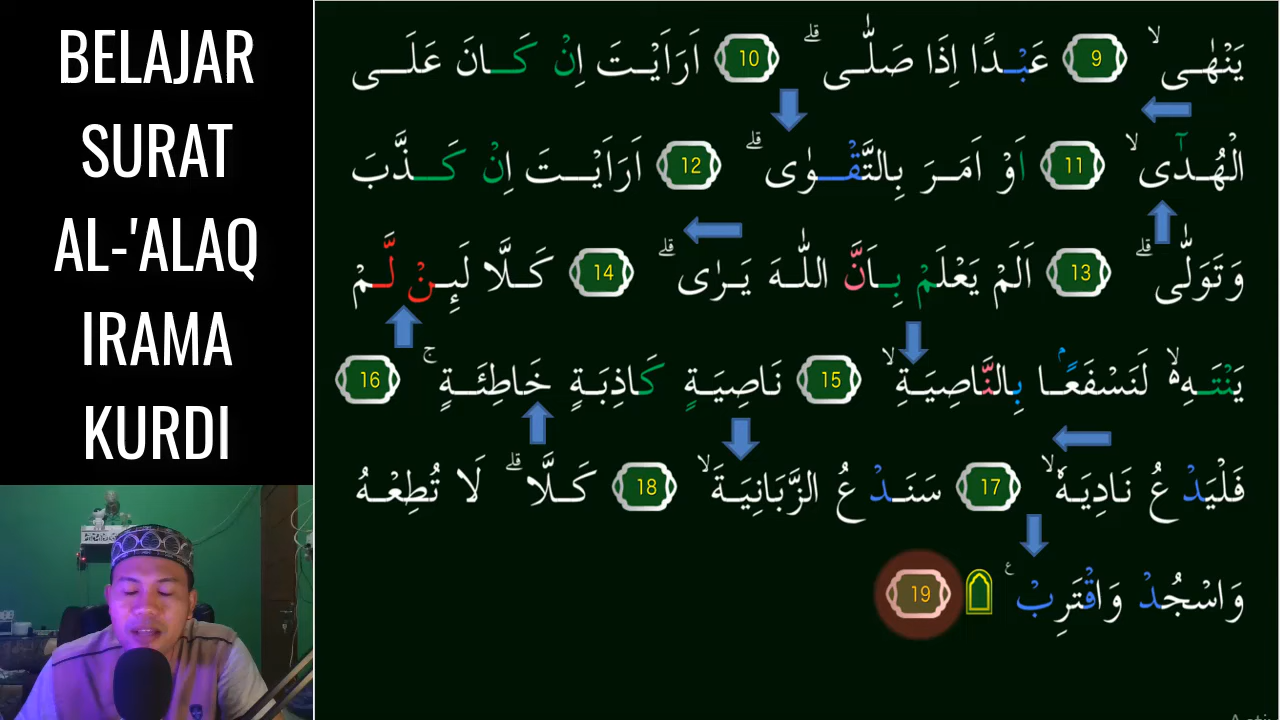 BELAJAR
SURAT
AL-'ALAQ
IRAMA
KURDI
يَنْهٰىۙ 9 عَبْدًا اِذَا صَلّٰىۗ 10 اَرَاَيْتَ اِنْ كَانَ عَلَى
الْهُدٰٓىۙ 11 اَوْ اَمَرَ بِالتَّقْوٰىۗ 12 اَرَاَيْتَ اِنْ كَذَّبَ
وَتَوَلّٰىۗ 13 اَلَمْ يَعْلَمْ بِاَنَّ اللّٰهَ يَرٰىۗ 14 كَلَّا لَىِٕنْ لَّمْ
يَنْتَهِ ەۙ لَنَسْفَعًاۢ بِالنَّاصِيَةِۙ 15 نَاصِيَةٍ كَاذِبَةٍ خَاطِئَةٍۚ 16
فَلْيَدْعُ نَادِيَهٗۙ 17 سَنَدْعُ الزَّبَانِيَةَۙ 18 كَلَّاۗ لَا تُطِعْهُ
وَاسْجُدْ وَاقْتَرِبْ ࣖ 19